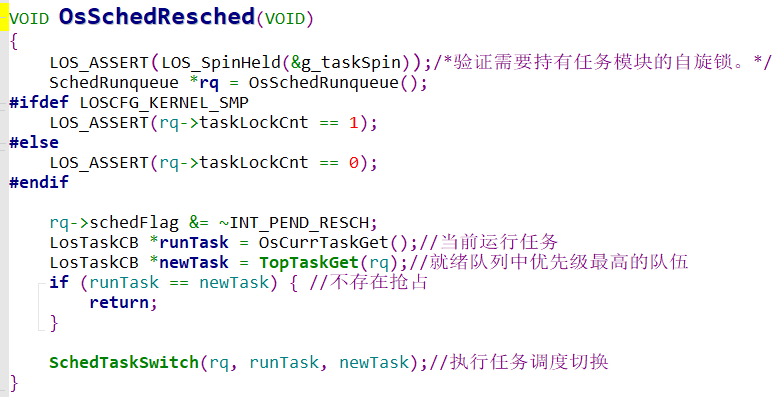 VOID OsSchedResched(VOID)
{
    LOS_ASSERT(LOS_SpinHeld(&g_taskSpin));/*验证需要持有任务模块的自旋锁。*/
    SchedRunqueue *rq = OsSchedRunqueue();
#ifdef LOSCFG_KERNEL_SMP
    LOS_ASSERT(rq->taskLockCnt == 1);
#else
    LOS_ASSERT(rq->taskLockCnt == 0);
#endif

    rq->schedFlag &= ~INT_PEND_RESCH;
    LosTaskCB *runTask = OsCurrTaskGet();//当前运行任务
    LosTaskCB *newTask = TopTaskGet(rq);//就绪队列中优先级最高的队伍
    if (runTask == newTask) { //不存在抢占
        return;
    }

    SchedTaskSwitch(rq, runTask, newTask);//执行任务调度切换
}